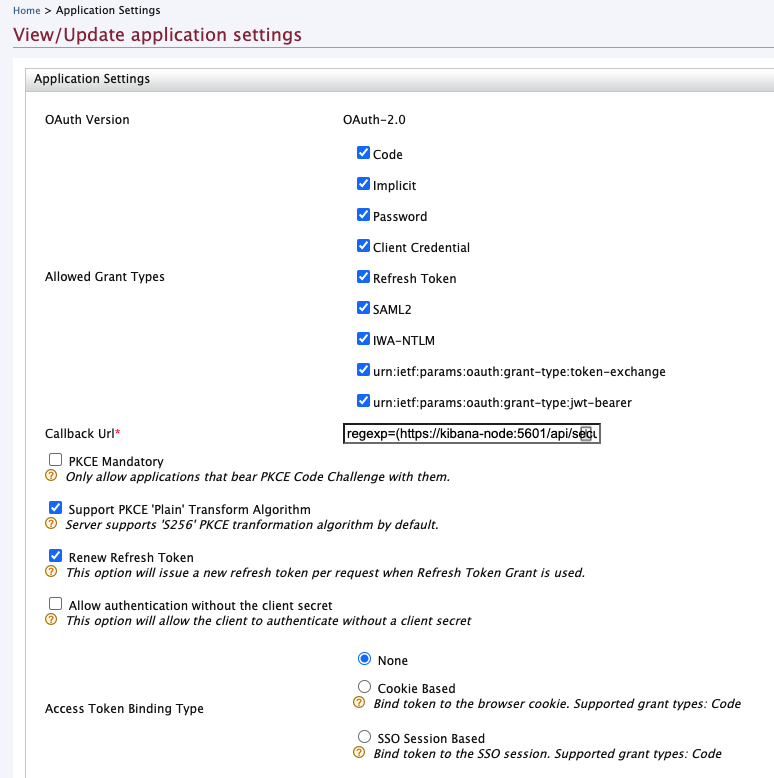 Home > Application Settings
View/Update application settings
Application Settings
OAuth Version OAuth-2.0
Code
Implicit
Password
Client Credential
Allowed Grant Types
Refresh Token
SAML2
IWA-NTLM
urn:ietf:params:oauth:grant-type:token-exchange
urn:ietf:params:oauth:grant-type:jwt-bearer
Callback Url* regexp=(https://kibana-node:5601/api/secu
PKCE Mandatory
Only allow applications that bear PKCE Code Challenge with them.
Support PKCE 'Plain' Transform Algorithm
Server supports 'S256' PKCE tranformation algorithm by default.
Renew Refresh Token
This option will issue a new refresh token per request when Refresh Token Grant is used.
Allow authentication without the client secret
This option will allow the client to authenticate without a client secret
Access Token Binding Type
None
Cookie Based
Bind token to the browser cookie. Supported grant types: Code
SSO Session Based
Bind token to the SSO session. Supported grant types: Code